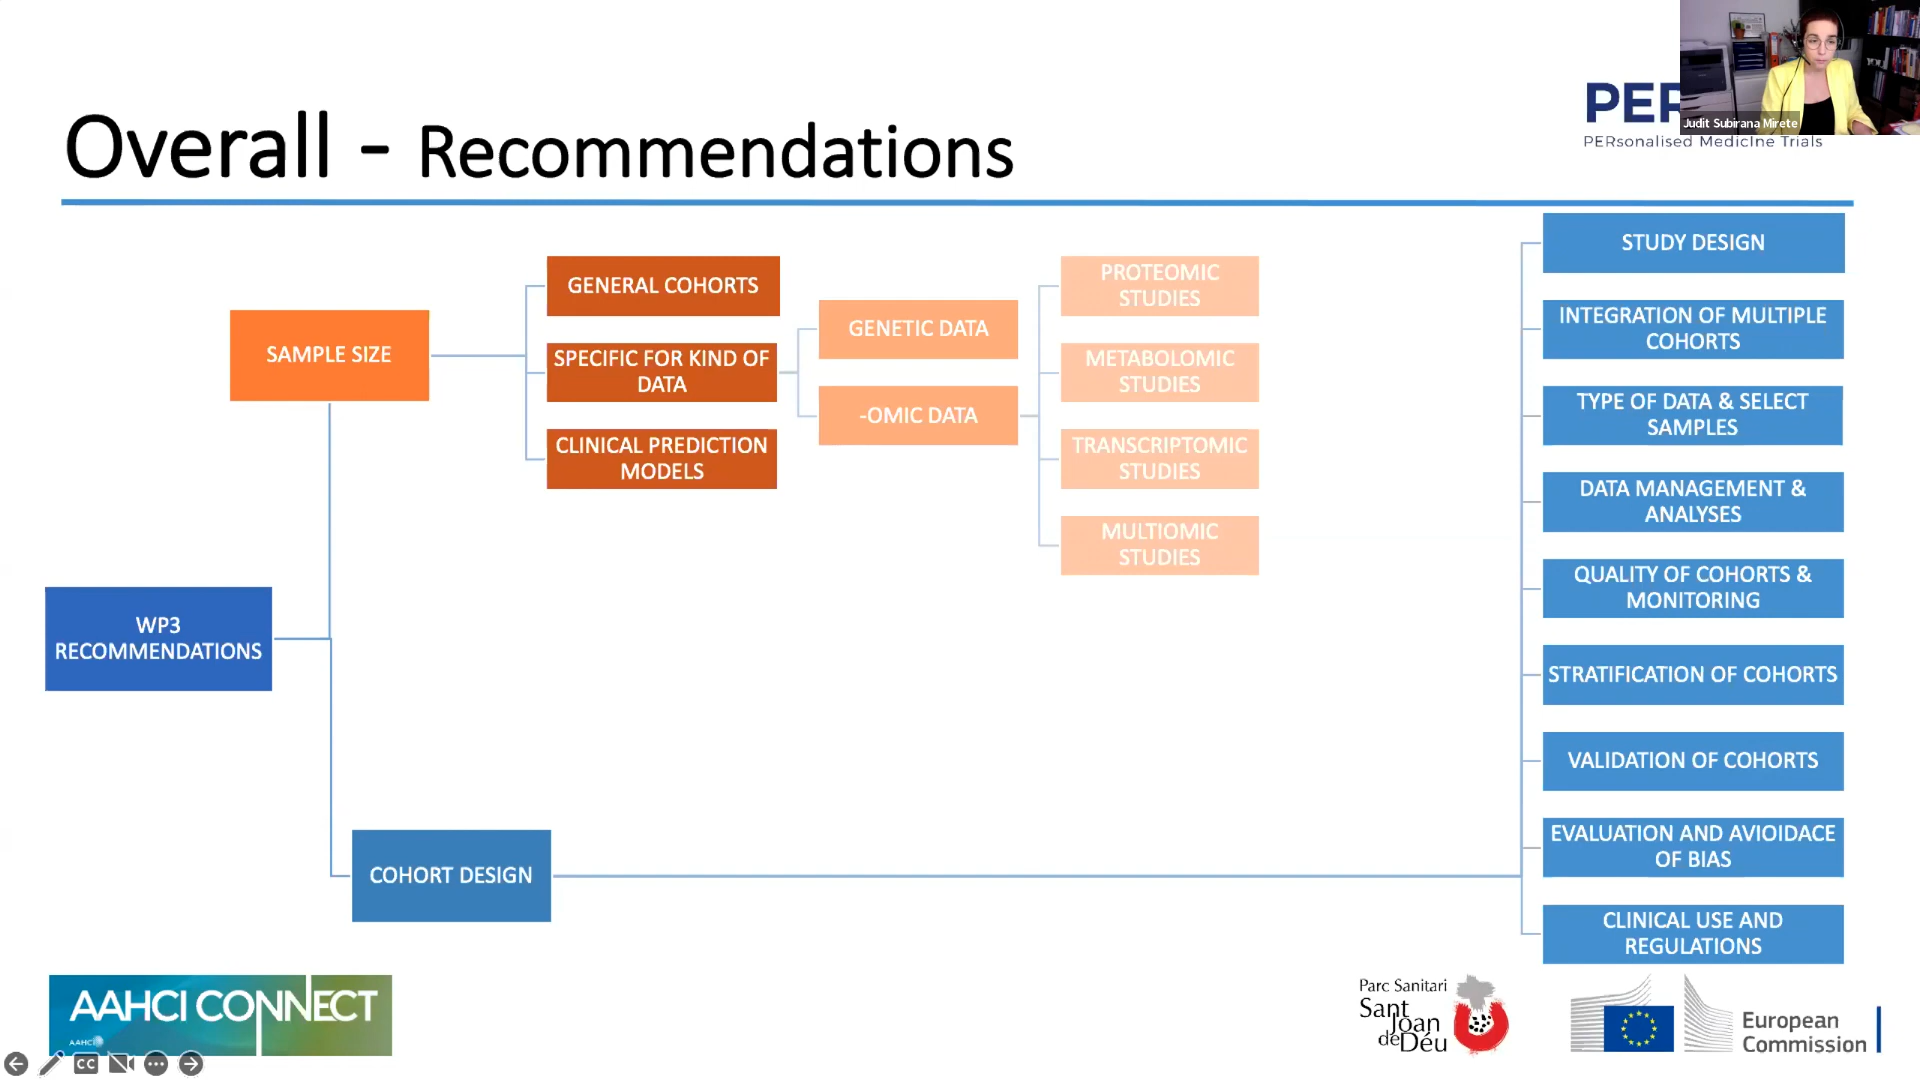 Overall - Recommendations
PER
PERsonalised MedicIne Trials
Judit Subirana Mirete
WP3
RECOMMENDATIONS
SAMPLE SIZE
GENERAL COHORTS
SPECIFIC FOR KIND OF
DATA
CLINICAL PREDICTION
MODELS
GENETIC DATA
-OMIC DATA
PROTEOMIC
STUDIES
METABOLOMIC
STUDIES
TRANSCRIPTOMIC
STUDIES
MULTIOMIC
STUDIES
COHORT DESIGN
STUDY DESIGN
INTEGRATION OF MULTIPLE
COHORTS
TYPE OF DATA & SELECT
SAMPLES
DATA MANAGEMENT &
ANALYSES
QUALITY OF COHORTS &
MONITORING
STRATIFICATION OF COHORTS
VALIDATION OF COHORTS
EVALUATION AND AVIOIDACE
OF BIAS
CLINICAL USE AND
REGULATIONS
AAHCI CONNECT
AAHCI
CC
Parc Sanitari
Sant
Joan
de Déu
European
Commission